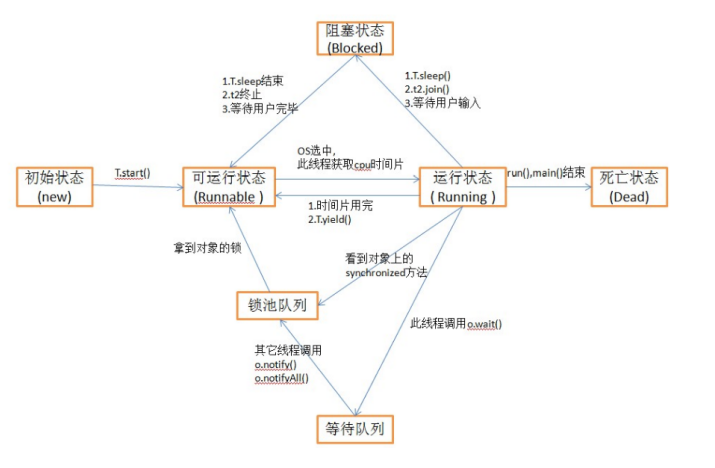 阻塞状态
(Blocked)
1.T.sleep结束
2.t2终止
3.等待用户完毕
1.T.sleep()
2.t2.join()
3.等待用户输入
OS选中,
此线程获取cpu时间片
初始状态
(new)
T.start()
可运行状态
(Runnable )
运行状态
( Running )
run(),main()结束
死亡状态
(Dead)
1.时间片用完
2.T.yield()
拿到对象的锁
看到对象上的
synchronized方法
锁池队列
此线程调用o.wait()
其它线程调用
o.notify()
o.notifyAll()
等待队列